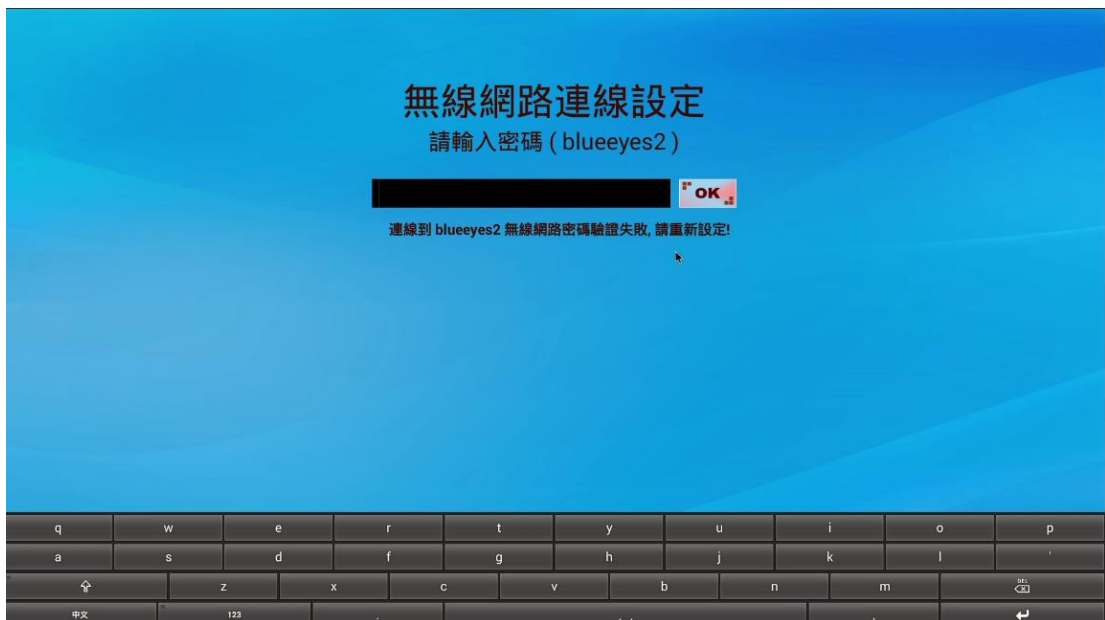 無線網路連線設定
請輸入密碼 ( blueeyes2 )
OK
連線到 blueeyes2 無線網路密碼驗證失敗, 請重新設定!
q w e r t y u i o p
a s d f g h j k l '
z x c v b n m DEL
中文 123